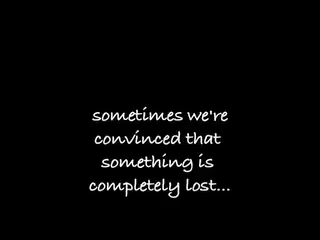 sometimes we're
convinced that
something is
completely lost...